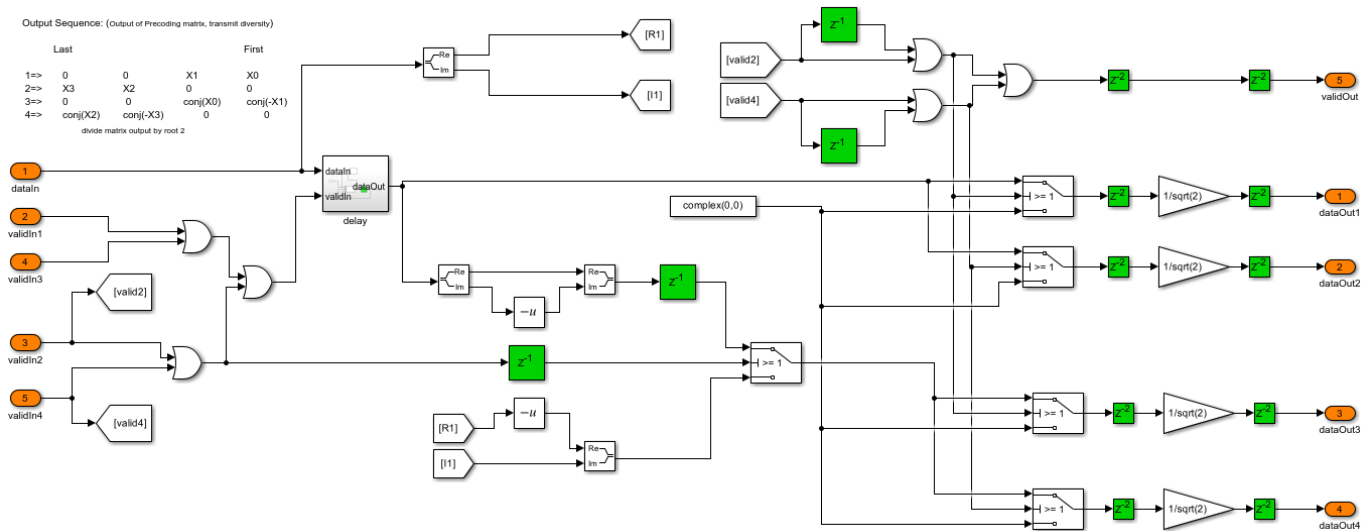 Output Sequence: (Output of Precoding matrix, transmit diversity)
Last First
1=> 0 0 X1 X0
2=> X3 X2 0 0
3=> 0 0 conj(X0) conj(-X1)
4=> conj(X2) conj(-X3) 0 0
divide matrix output by root 2
Re
Im
[R1]
[I1]
[valid2]
[valid4]
z-1
z-1
z-2
z-2
5
validOut
1
dataIn
dataIn
validIn
dataOut
delay
2
validIn1
4
validIn3
[valid2]
3
validIn2
5
validIn4
[valid4]
complex(0,0)
>= 1
z-2
1/sqrt(2)
z-2
1
dataOut1
>= 1
z-2
1/sqrt(2)
z-2
2
dataOut2
Re
Im
-u
Re
Im
z-1
z-1
>= 1
[R1]
-u
[I1]
Re
Im
>= 1
z-2
1/sqrt(2)
z-2
3
dataOut3
>= 1
z-2
1/sqrt(2)
z-2
4
dataOut4